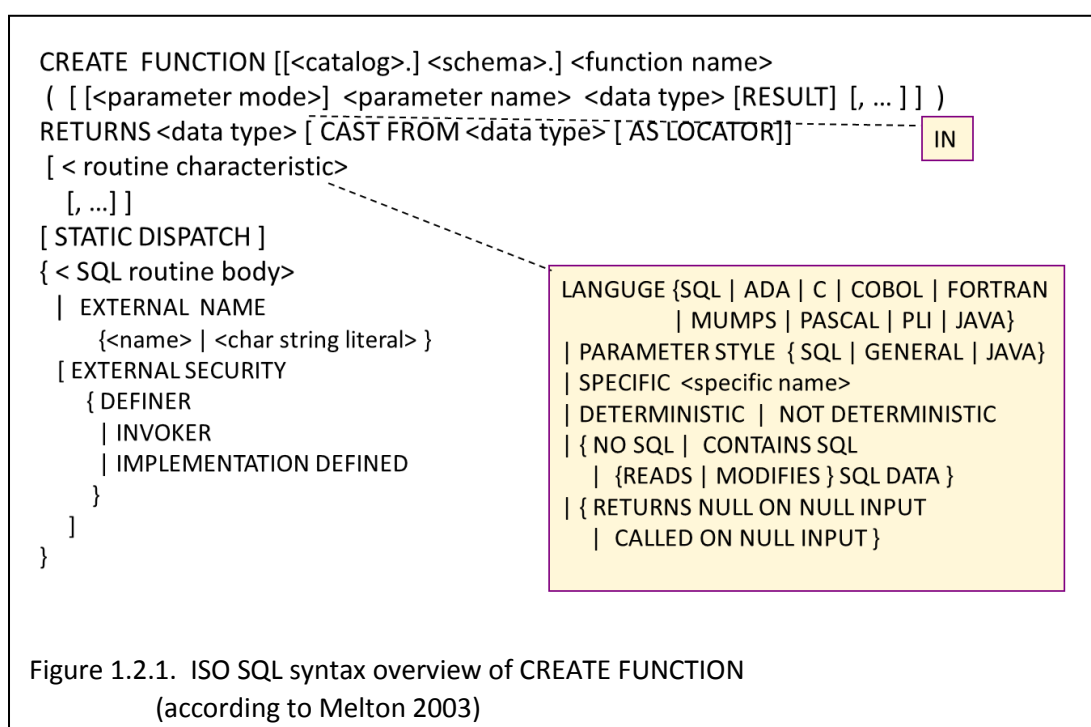 CREATE FUNCTION [[<catalog>.] <schema>.] <function name>
( [ [<parameter mode>] <parameter name> <data type> [RESULT] [, ... ] ] )
RETURNS <data type> [ CAST FROM <data type> [ AS LOCATOR]]
IN
[ < routine characteristic>
[, ...] ]
[ STATIC DISPATCH ]
{ < SQL routine body>
| EXTERNAL NAME
{<name> | <char string literal> }
[ EXTERNAL SECURITY
{ DEFINER
| INVOKER
| IMPLEMENTATION DEFINED
}
]
}
LANGUGE {SQL | ADA | C | COBOL | FORTRAN
| MUMPS | PASCAL | PLI | JAVA}
| PARAMETER STYLE { SQL | GENERAL | JAVA}
| SPECIFIC <specific name>
| DETERMINISTIC | NOT DETERMINISTIC
| { NO SQL | CONTAINS SQL
| {READS | MODIFIES } SQL DATA }
| { RETURNS NULL ON NULL INPUT
| CALLED ON NULL INPUT }
Figure 1.2.1. ISO SQL syntax overview of CREATE FUNCTION
(according to Melton 2003)